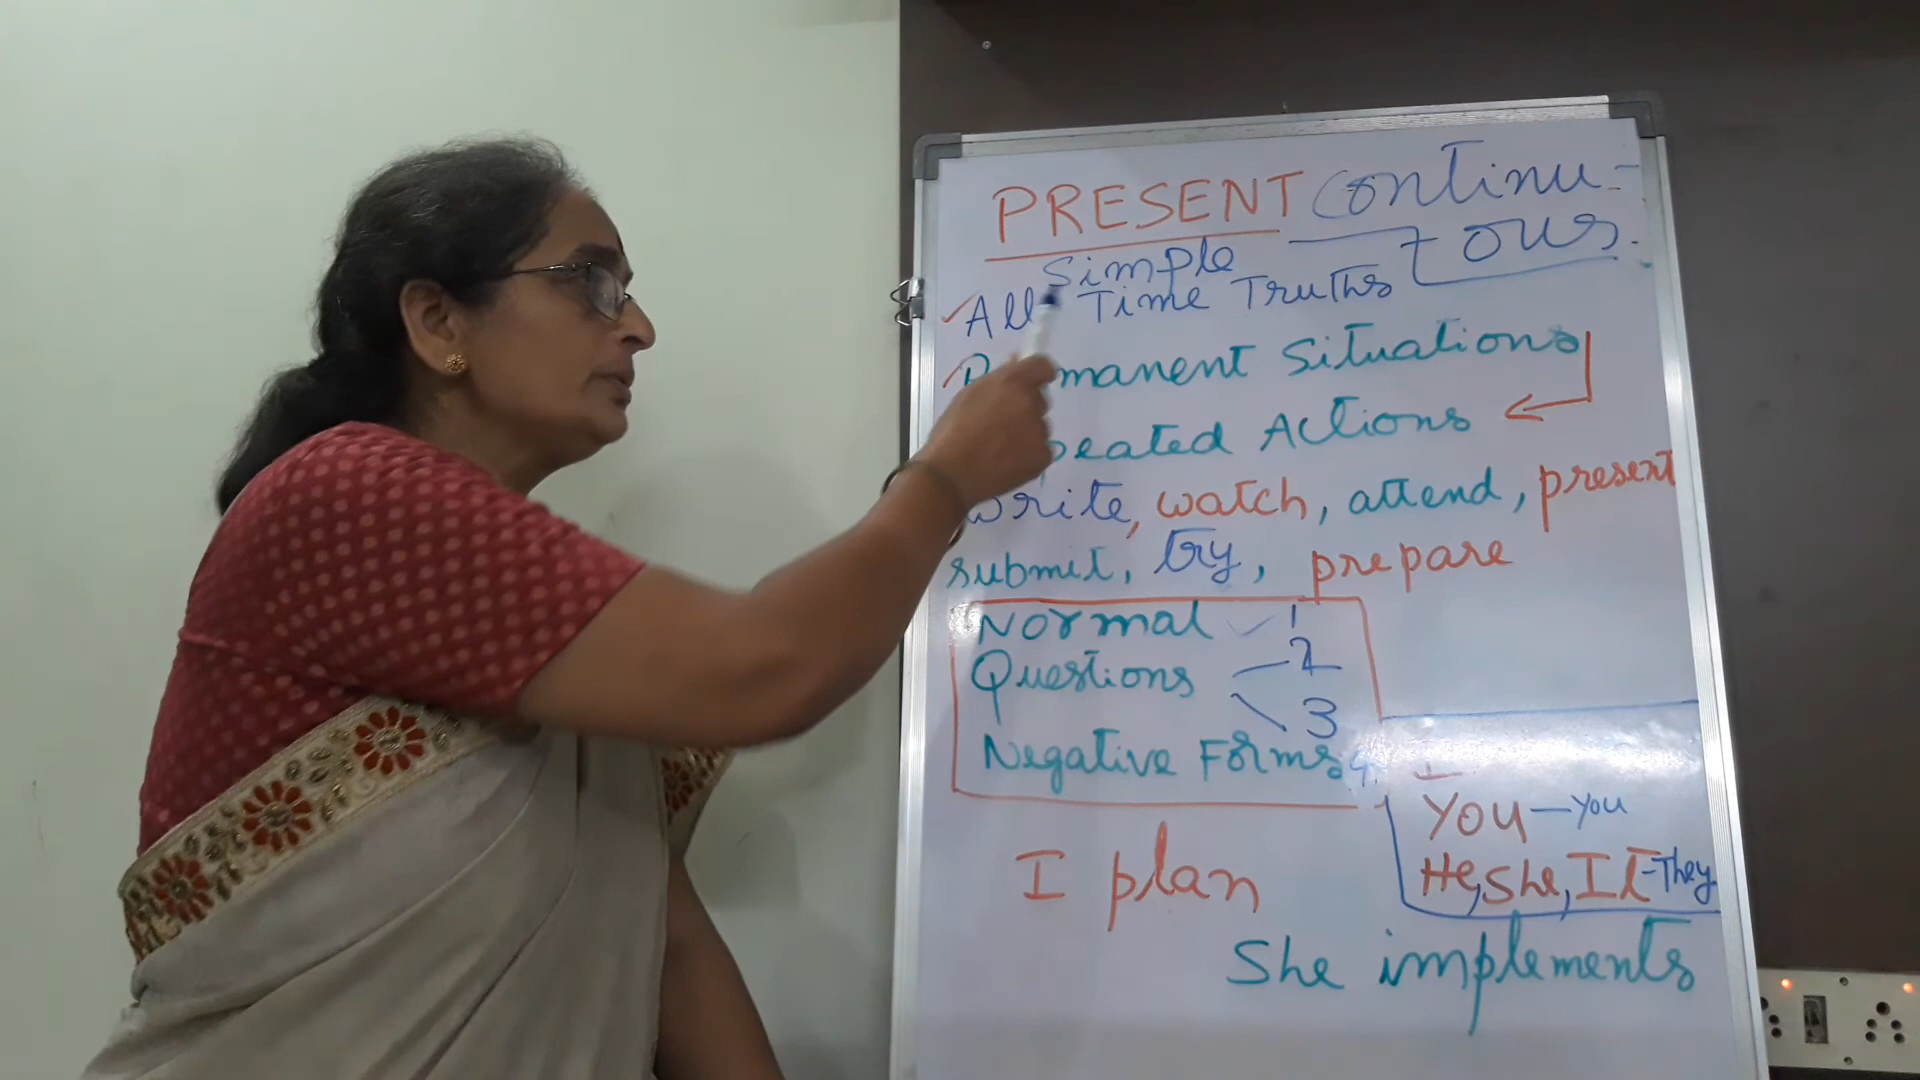 PRESENT Continu-
ous.
Simple
All Time Truths
manent Situations
peated Actions
write, watch, attend, present
submit, try, prepare
Normal 1
Questions 2
3
Negative Forms 4
I
YOU - you
He, She, It - They
I plan
She implements